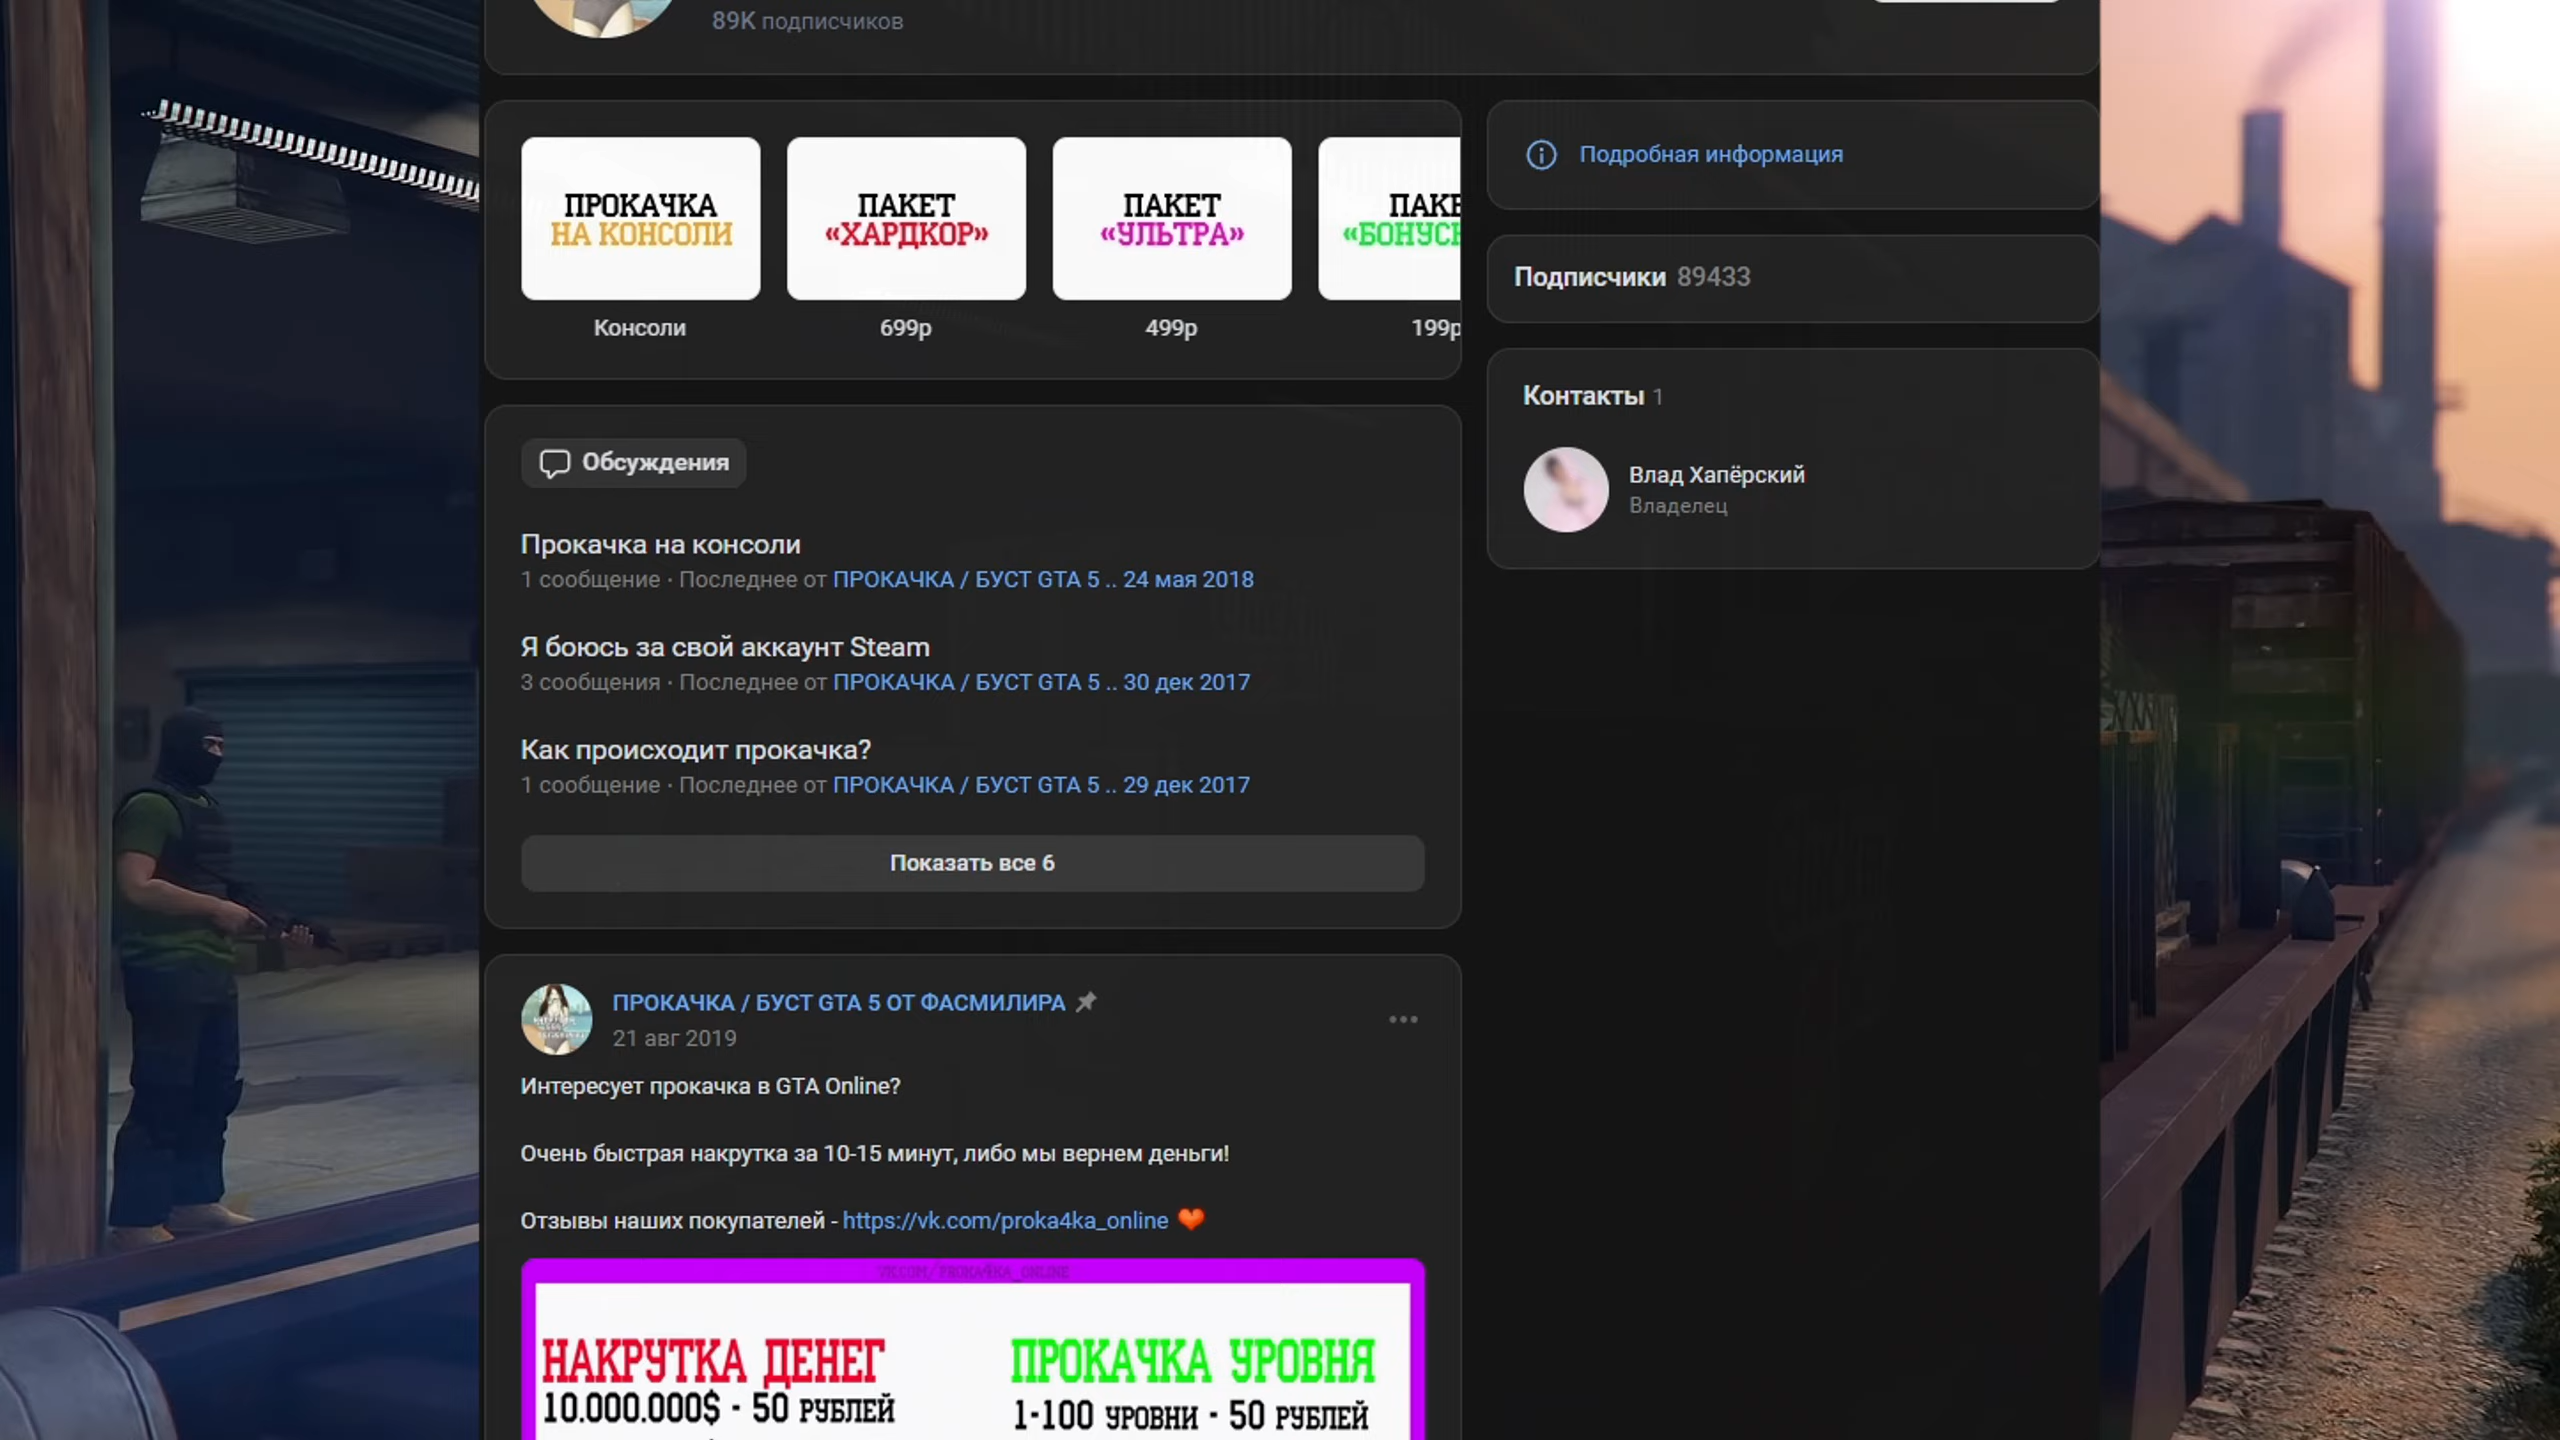 89K подписчиков
ПРОКАЧКА
НА КОНСОЛИ
Консоли
ПАКЕТ
«ХАРДКОР»
699р
ПАКЕТ
«УЛЬТРА»
499р
199р
Подробная информация
Подписчики 89433
Контакты 1
Влад Хапёрский
Владелец
Обсуждения
Прокачка на консоли
1 сообщение · Последнее от ПРОКАЧКА / БУСТ GTA 5 .. 24 мая 2018
Я боюсь за свой аккаунт Steam
3 сообщения · Последнее от ПРОКАЧКА / БУСТ GTA 5 .. 30 дек 2017
Как происходит прокачка?
1 сообщение · Последнее от ПРОКАЧКА / БУСТ GTA 5 .. 29 дек 2017
Показать все 6
ПРОКАЧКА / БУСТ GTA 5 ОТ ФАСМИЛИРА
21 авг 2019
Интересует прокачка в GTA Online?
Очень быстрая накрутка за 10-15 минут, либо мы вернем деньги!
Отзывы наших покупателей - https://vk.com/proka4ka_online ❤
VK.COM/PROKA4KA_ONLINE
НАКРУТКА ДЕНЕГ
10.000.000$ - 50 РУБЛЕЙ
ПРОКАЧКА УРОВНЯ
1-100 УРОВНИ - 50 РУБЛЕЙ